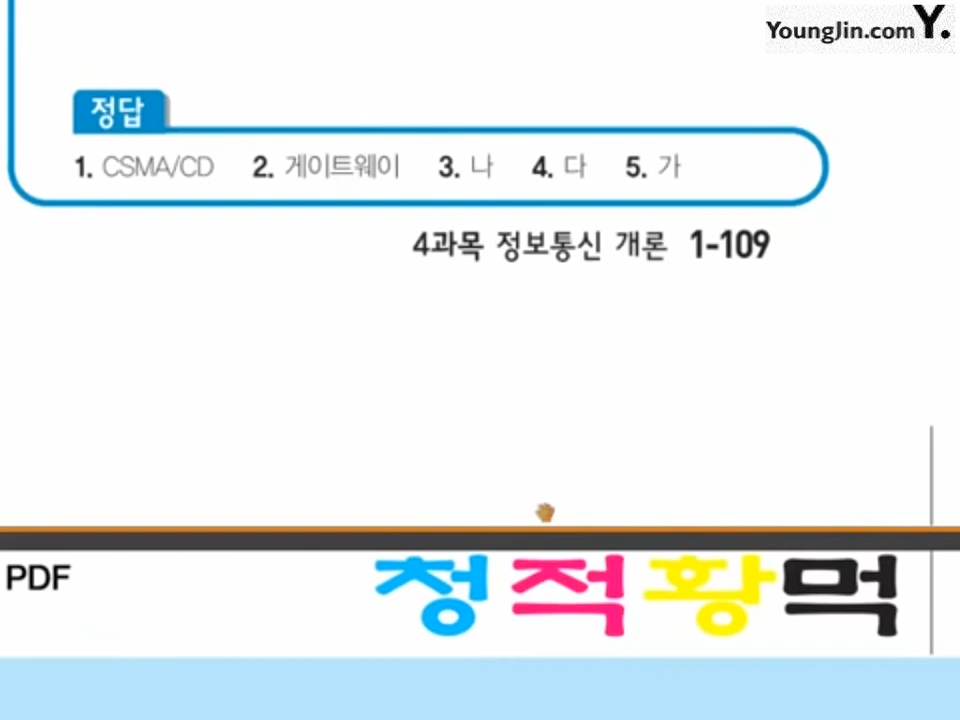 YoungJin.com Y.
정답
1. CSMA/CD 2. 게이트웨이 3. 나 4. 다 5. 가
4과목 정보통신 개론 1-109
PDF 청적황먹